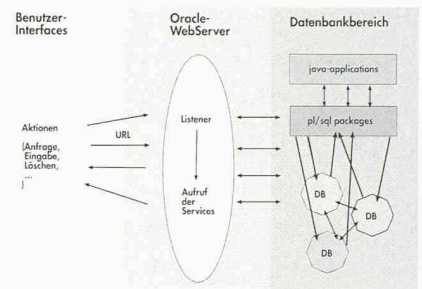 Benutzer-
Interfaces
Oracle-
WebServer
Datenbankbereich
java-applications
pl/sql packages
Aktionen
(Anfrage,
Eingabe,
Löschen,
...
)
URL
Listener
Aufruf
der
Services
DB
DB
DB